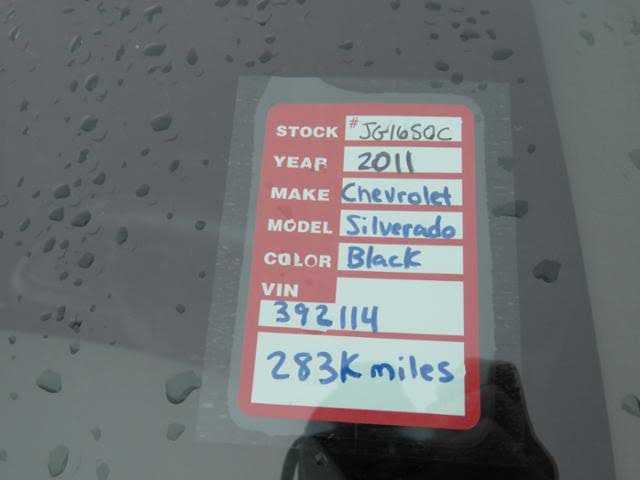 STOCK # JG1650C
YEAR 2011
MAKE Chevrolet
MODEL Silverado
COLOR Black
VIN
392114
283K miles